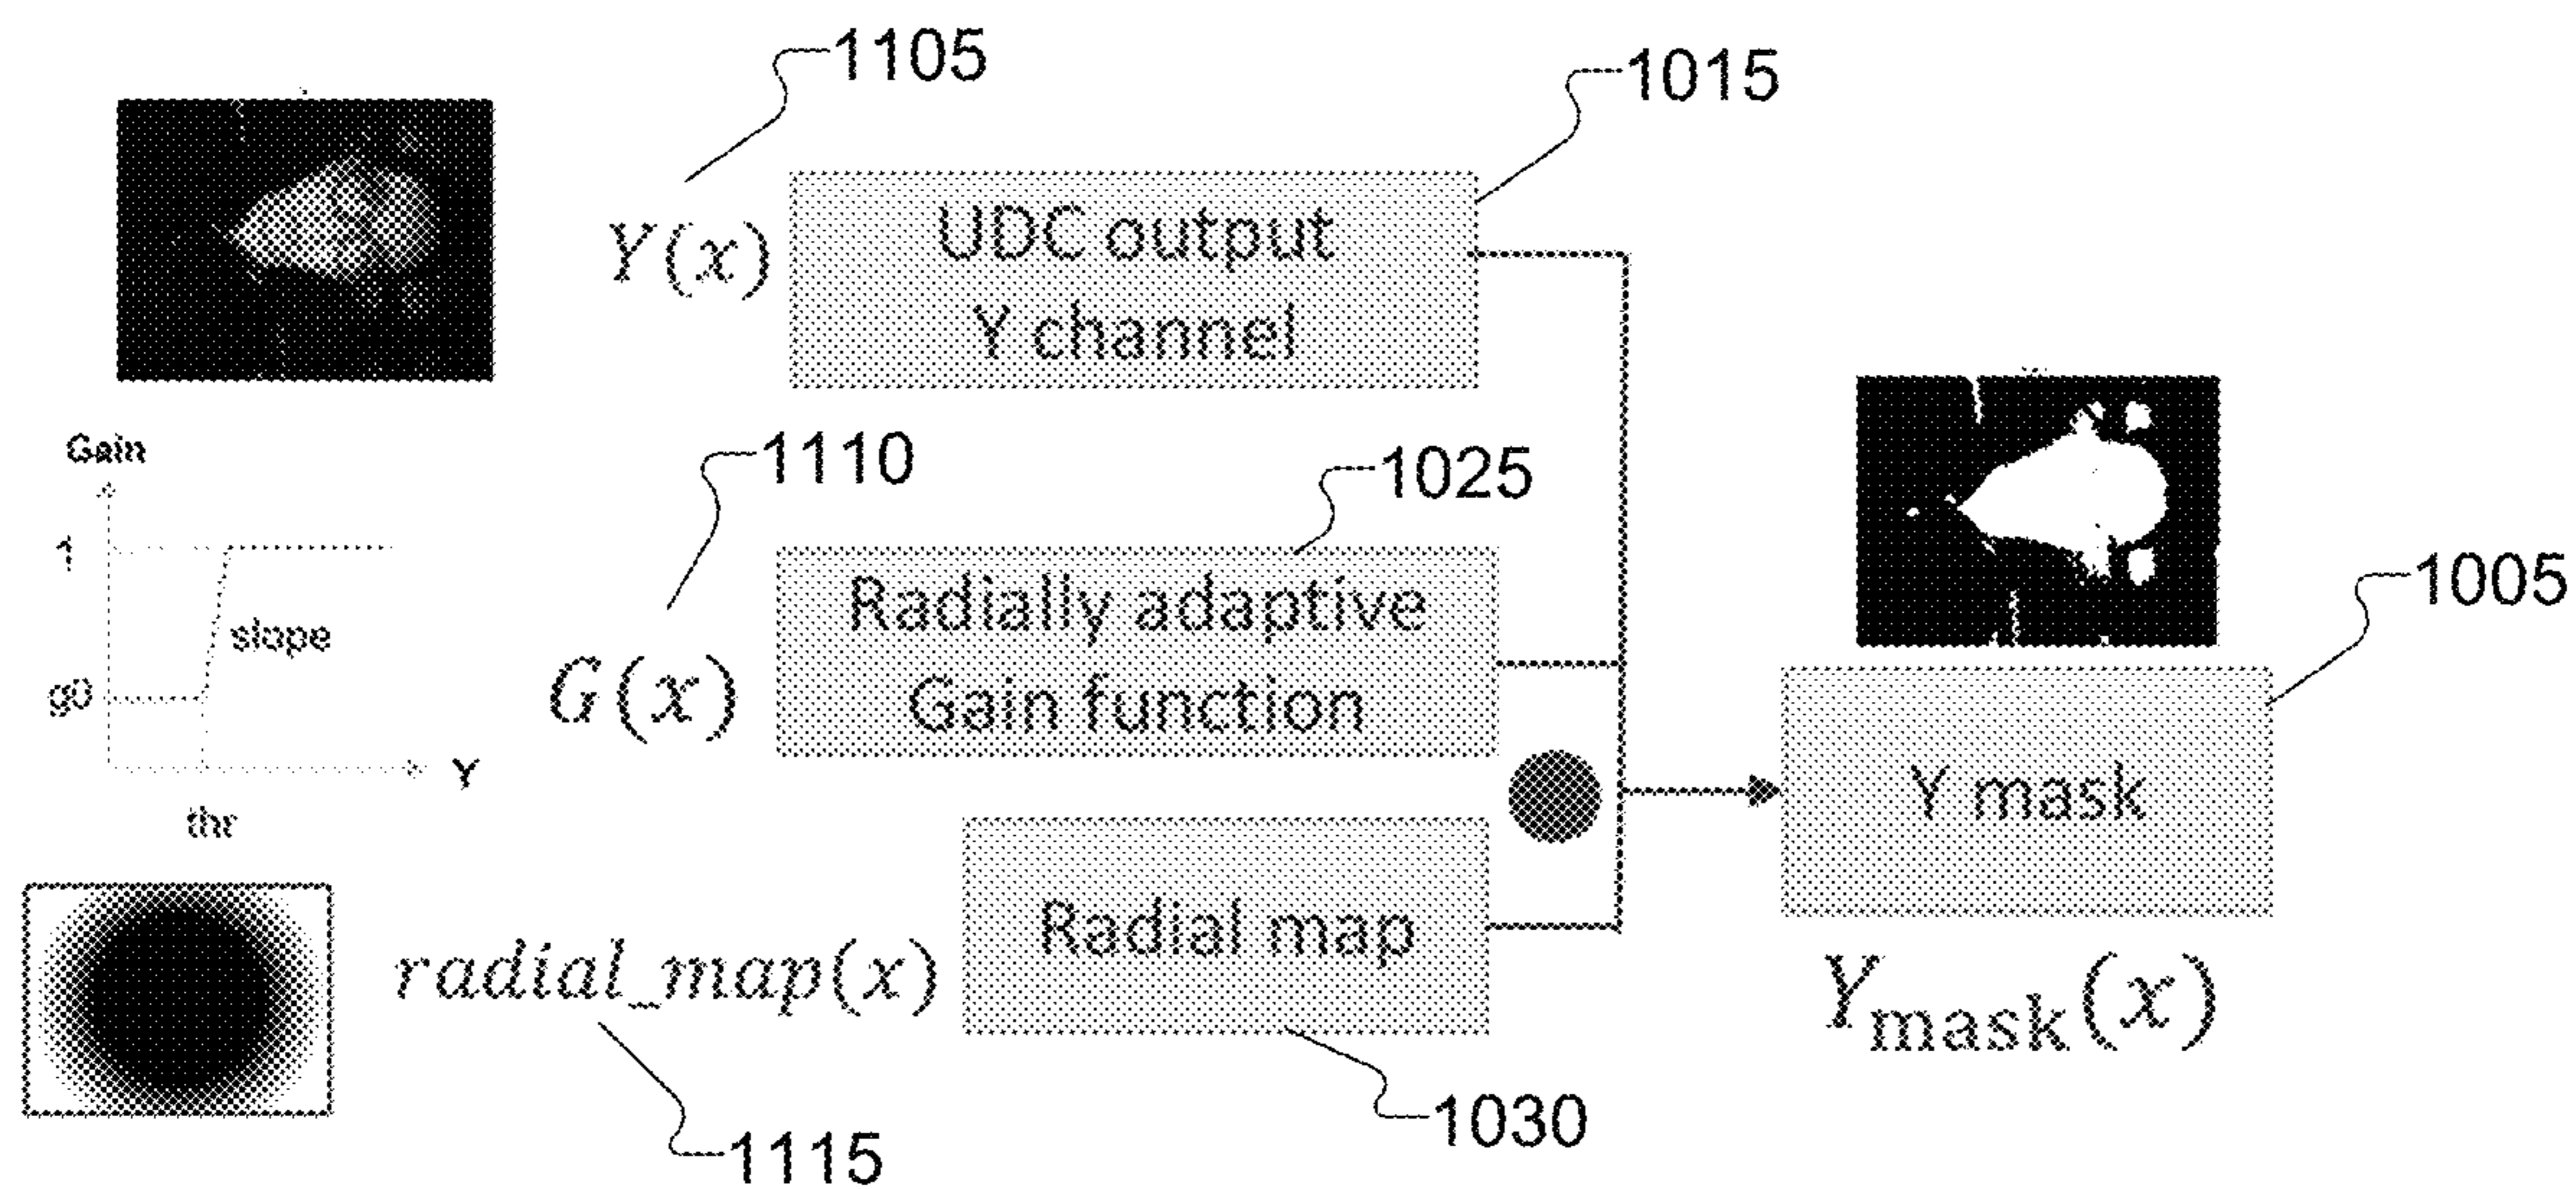 1105
1015
Y(x)
UDC output
Y channel
Gain
1
slope
g0
Y
thr
1110
1025
G(x)
Radially adaptive
Gain function
1005
Y mask
Y_mask(x)
radial_map(x)
Radial map
1030
1115